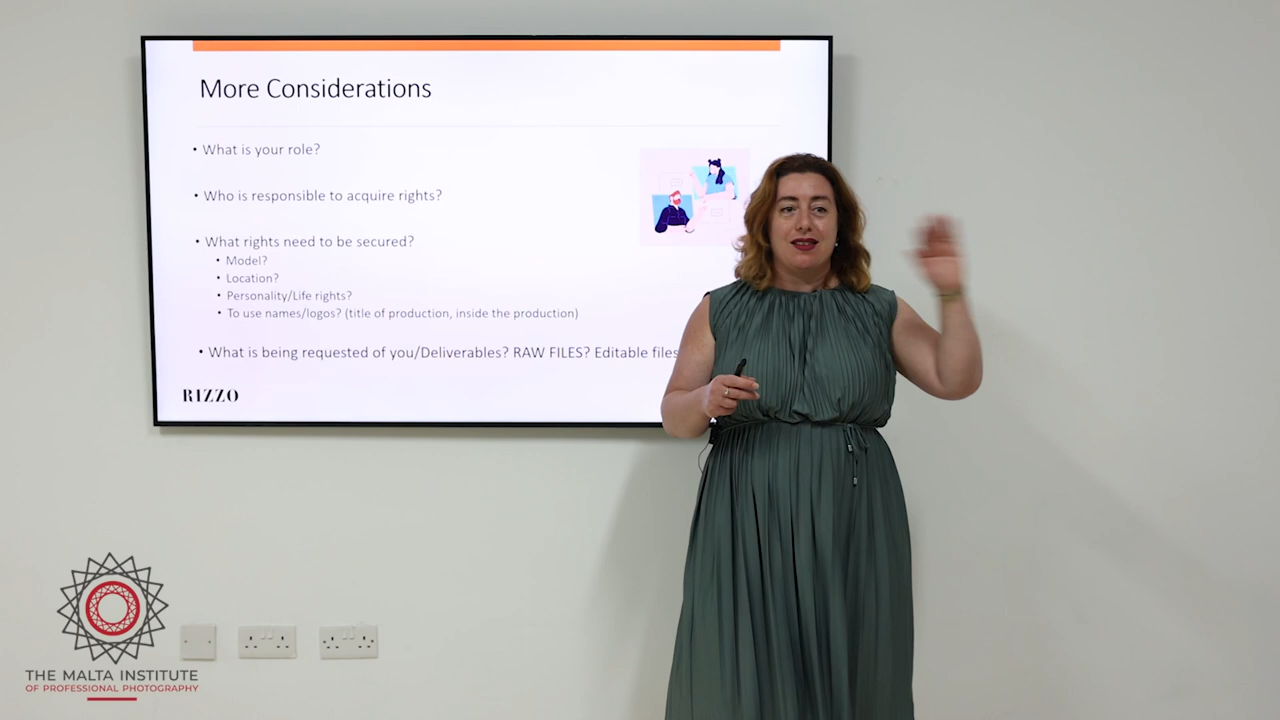 More Considerations
• What is your role?
• Who is responsible to acquire rights?
• What rights need to be secured?
• Model?
• Location?
• Personality/Life rights?
• To use names/logos? (title of production, inside the production)
• What is being requested of you/Deliverables? RAW FILES? Editable files
RIZZO
THE MALTA INSTITUTE
OF PROFESSIONAL PHOTOGRAPHY